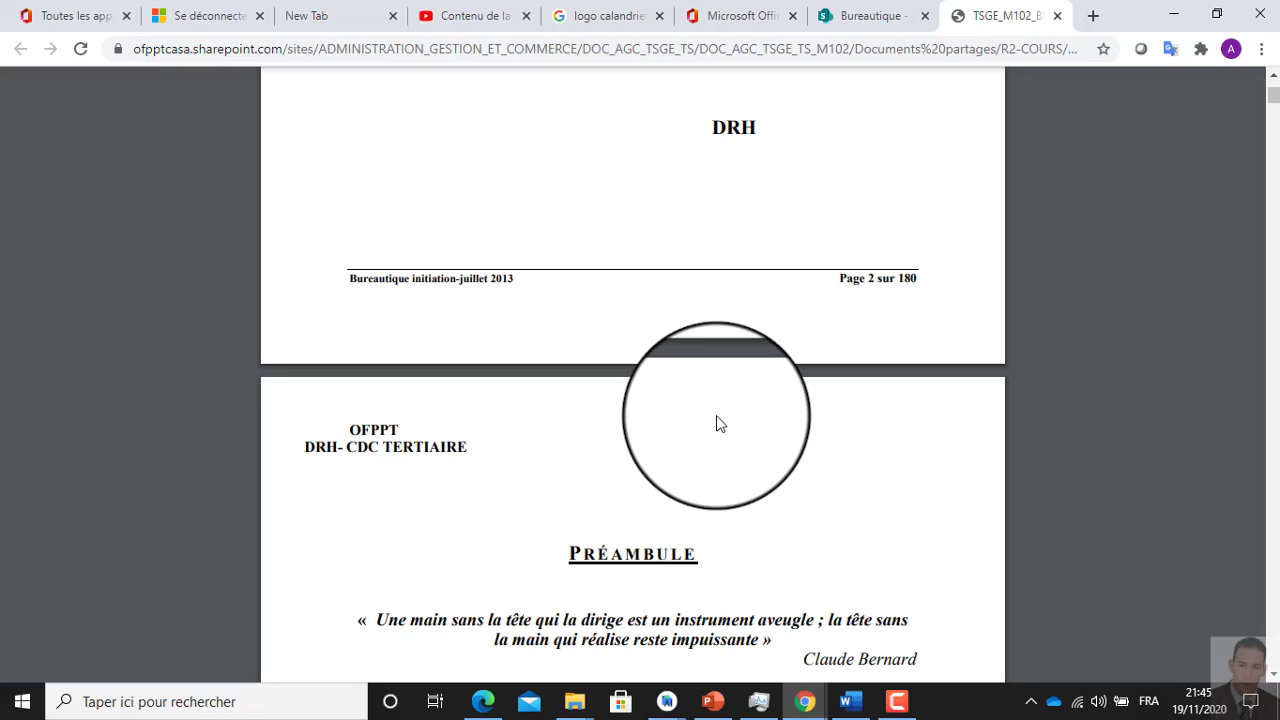 Toutes les app
Se déconnecte
New Tab
Contenu de la
logo calandrie
Microsoft Offic
Bureautique -
TSGE_M102_B
ofpptcasa.sharepoint.com/sites/ADMINISTRATION_GESTION_ET_COMMERCE/DOC_AGC_TSGE_TS/DOC_AGC_TSGE_TS_M102/Documents%20partages/R2-COURS/...
A
DRH
Bureautique initiation-juillet 2013
Page 2 sur 180
OFPPT
DRH- CDC TERTIAIRE
PRÉAMBULE
« Une main sans la tête qui la dirige est un instrument aveugle ; la tête sans
la main qui réalise reste impuissante »
Claude Bernard
Taper ici pour rechercher
FRA
21:45
19/11/2020